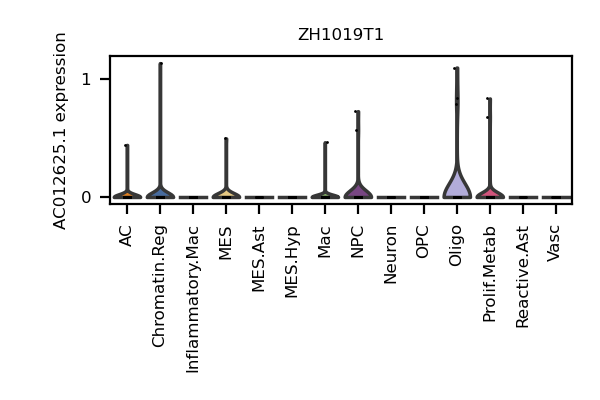 ZH1019T1
AC012625.1 expression
1
0
AC
Chromatin.Reg
Inflammatory.Mac
MES
MES.Ast
MES.Hyp
Mac
NPC
Neuron
OPC
Oligo
Prolif.Metab
Reactive.Ast
Vasc